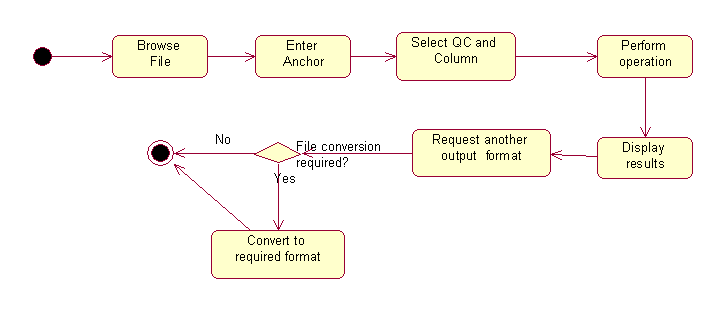 Browse
File
Enter
Anchor
Select QC and
Column
Perform
operation
No
File conversion
required?
Yes
Request another
output format
Display
results
Convert to
required format